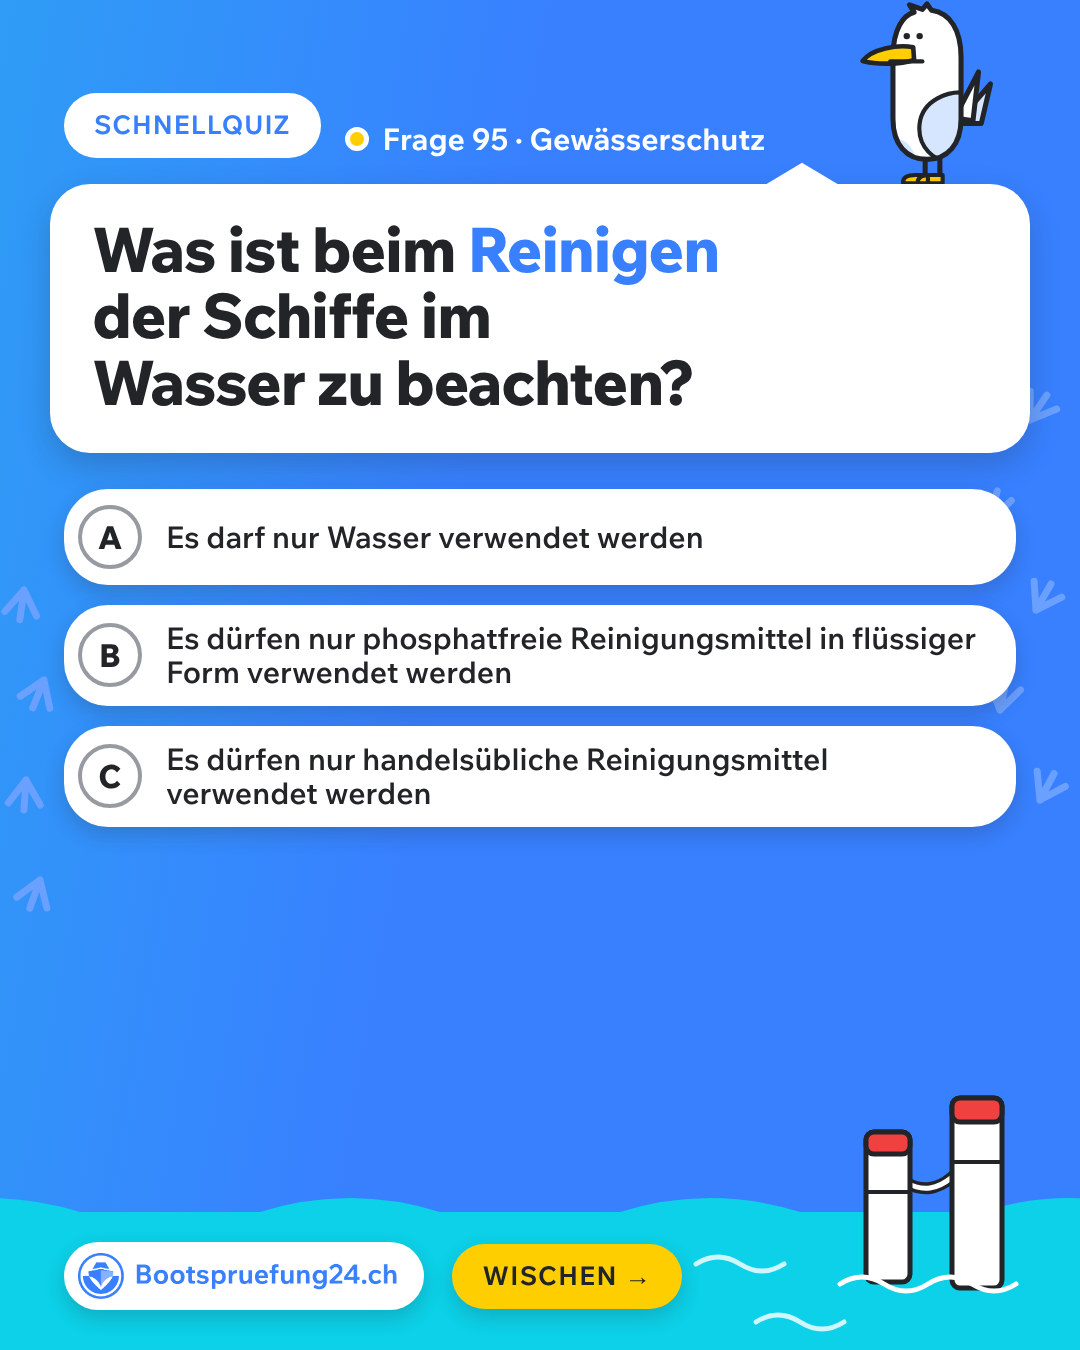 SCHNELLQUIZ
Frage 95 · Gewässerschutz
Was ist beim Reinigen
der Schiffe im
Wasser zu beachten?
A Es darf nur Wasser verwendet werden
B Es dürfen nur phosphatfreie Reinigungsmittel in flüssiger
Form verwendet werden
C Es dürfen nur handelsübliche Reinigungsmittel
verwendet werden
Bootspruefung24.ch
WISCHEN →